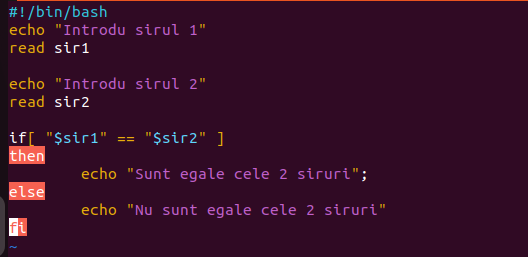 #!/bin/bash
echo "Introdu sirul 1"
read sir1

echo "Introdu sirul 2"
read sir2

if[ "$sir1" == "$sir2" ]
then
        echo "Sunt egale cele 2 siruri";
else
        echo "Nu sunt egale cele 2 siruri"
fi
~